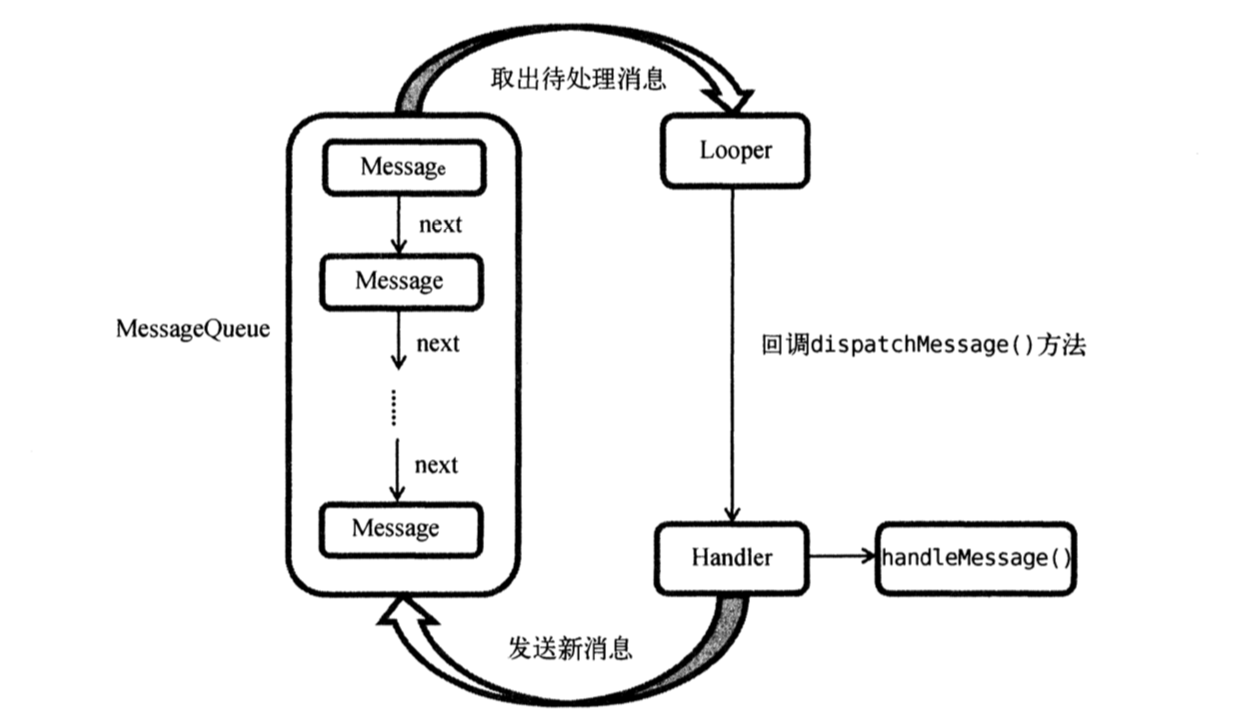 取出待处理消息
Message
Looper
next
Message
MessageQueue
next
回调dispatchMessage()方法
next
Message
Handler
handleMessage()
发送新消息